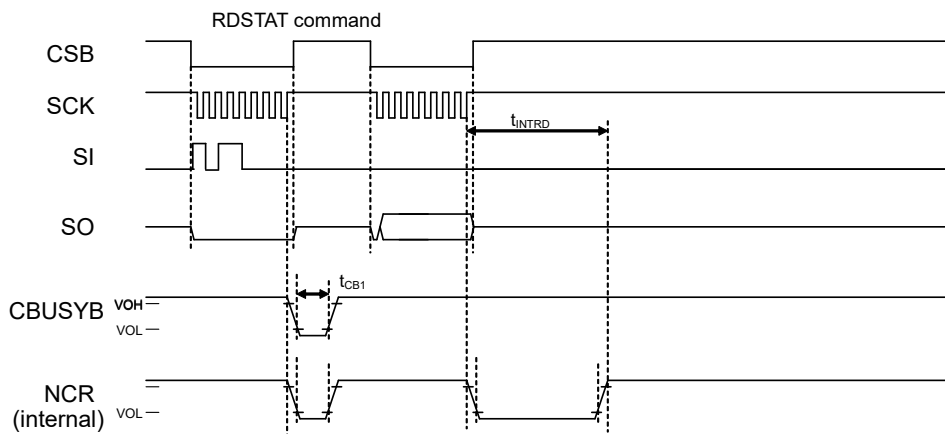 RDSTAT command
CSB
SCK
tINTRD
SI
SO
tCB1
CBUSYB
VOH
VOL
NCR
(internal)
VOL